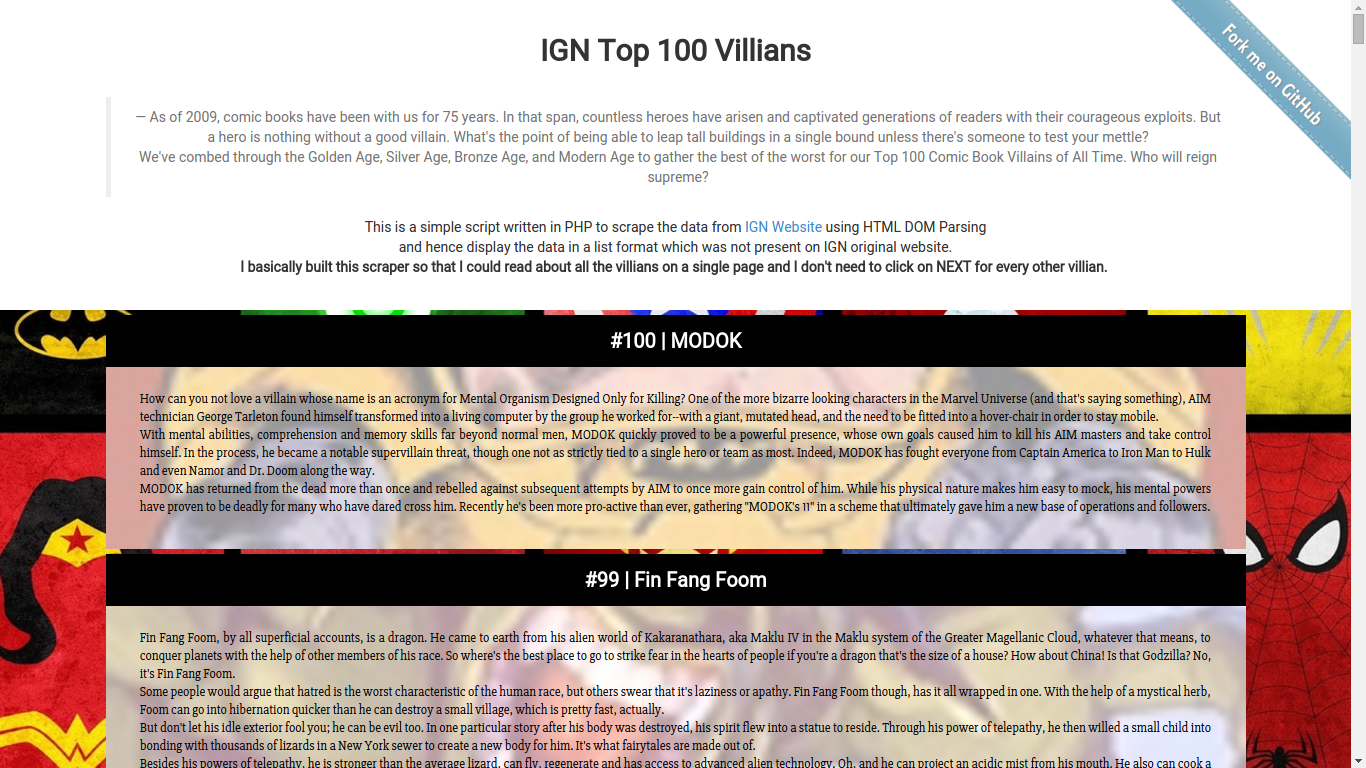 IGN Top 100 Villians
Fork me on GitHub
— As of 2009, comic books have been with us for 75 years. In that span, countless heroes have arisen and captivated generations of readers with their courageous exploits. But
a hero is nothing without a good villain. What's the point of being able to leap tall buildings in a single bound unless there's someone to test your mettle?
We've combed through the Golden Age, Silver Age, Bronze Age, and Modern Age to gather the best of the worst for our Top 100 Comic Book Villains of All Time. Who will reign
supreme?
This is a simple script written in PHP to scrape the data from IGN Website using HTML DOM Parsing
and hence display the data in a list format which was not present on IGN original website.
I basically built this scraper so that I could read about all the villians on a single page and I don't need to click on NEXT for every other villian.
#100 | MODOK
How can you not love a villain whose name is an acronym for Mental Organism Designed Only for Killing? One of the more bizarre looking characters in the Marvel Universe (and that's saying something), AIM
technician George Tarleton found himself transformed into a living computer by the group he worked for--with a giant, mutated head, and the need to be fitted into a hover-chair in order to stay mobile.
With mental abilities, comprehension and memory skills far beyond normal men, MODOK quickly proved to be a powerful presence, whose own goals caused him to kill his AIM masters and take control
himself. In the process, he became a notable supervillain threat, though one not as strictly tied to a single hero or team as most. Indeed, MODOK has fought everyone from Captain America to Iron Man to Hulk
and even Namor and Dr. Doom along the way.
MODOK has returned from the dead more than once and rebelled against subsequent attempts by AIM to once more gain control of him. While his physical nature makes him easy to mock, his mental powers
have proven to be deadly for many who have dared cross him. Recently he's been more pro-active than ever, gathering "MODOK's 11" in a scheme that ultimately gave him a new base of operations and followers.
#99 | Fin Fang Foom
Fin Fang Foom, by all superficial accounts, is a dragon. He came to earth from his alien world of Kakaranathara, aka Maklu IV in the Maklu system of the Greater Magellanic Cloud, whatever that means, to
conquer planets with the help of other members of his race. So where's the best place to go to strike fear in the hearts of people if you're a dragon that's the size of a house? How about China! Is that Godzilla? No,
it's Fin Fang Foom.
Some people would argue that hatred is the worst characteristic of the human race, but others swear that it's laziness or apathy. Fin Fang Foom though, has it all wrapped in one. With the help of a mystical herb,
Foom can go into hibernation quicker than he can destroy a small village, which is pretty fast, actually.
But don't let his idle exterior fool you; he can be evil too. In one particular story after his body was destroyed, his spirit flew into a statue to reside. Through his power of telepathy, he then willed a small child into
bonding with thousands of lizards in a New York sewer to create a new body for him. It's what fairytales are made out of.
Besides his powers of telepathy, he is stronger than the average lizard, can fly, regenerate and has access to advanced alien technology. Oh, and he can project an acidic mist from his mouth. He also can cook a